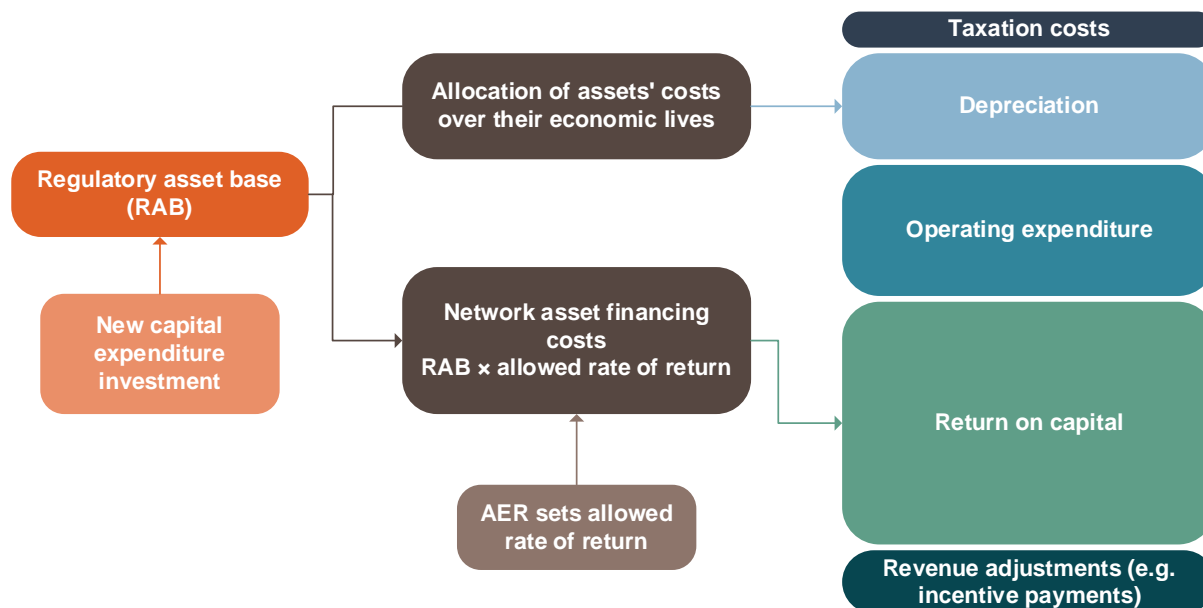 Taxation costs
Allocation of assets' costs
over their economic lives
Depreciation
Regulatory asset base
(RAB)
Operating expenditure
New capital
expenditure
investment
Network asset financing
costs
RAB × allowed rate of return
Return on capital
AER sets allowed
rate of return
Revenue adjustments (e.g.
incentive payments)